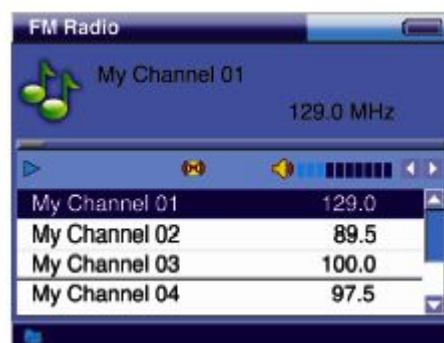 FM Radio
My Channel 01
129.0 MHz
My Channel 01 129.0
My Channel 02 89.5
My Channel 03 100.0
My Channel 04 97.5